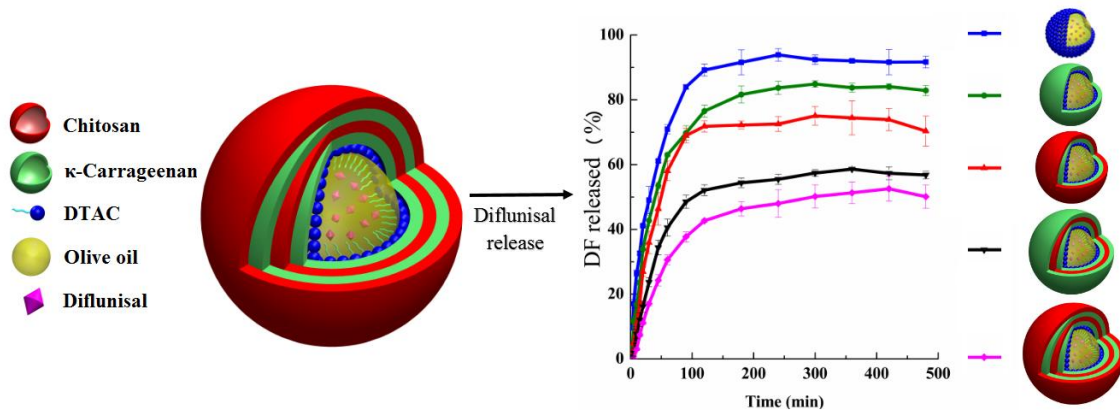 Chitosan
κ-Carrageenan
DTAC
Olive oil
Diflunisal
Diflunisal
release
DF released (%)
100
80
60
40
20
0
0
100
200
300
400
500
Time (min)